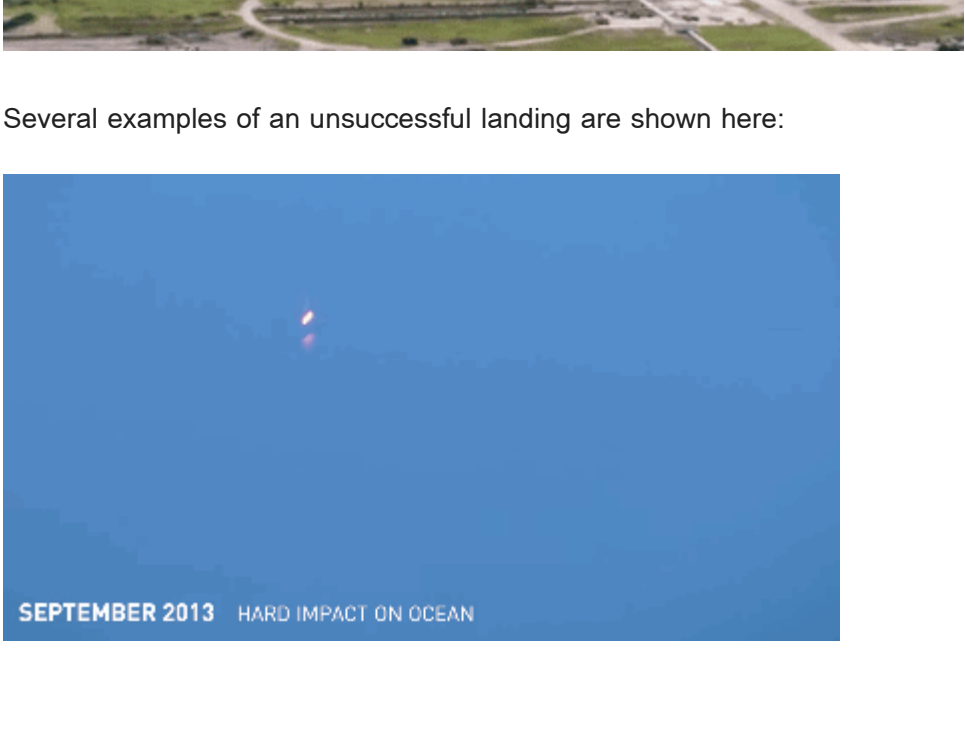 Several examples of an unsuccessful landing are shown here:
SEPTEMBER 2013 HARD IMPACT ON OCEAN